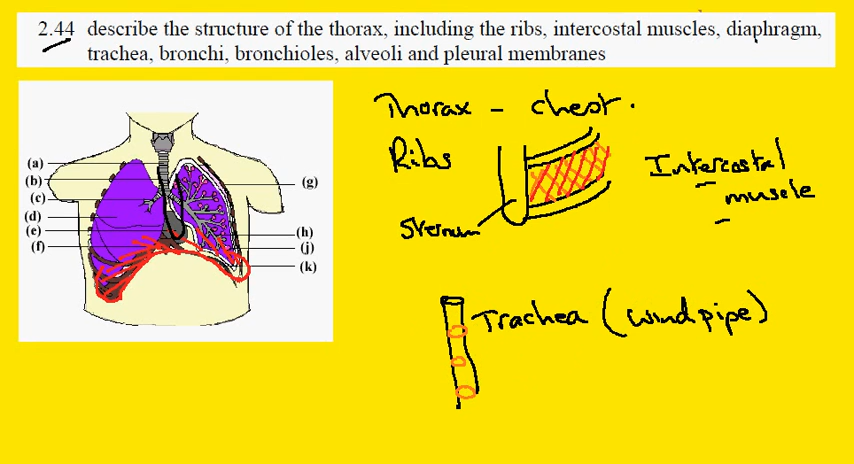 2.44 describe the structure of the thorax, including the ribs, intercostal muscles, diaphragm,
trachea, bronchi, bronchioles, alveoli and pleural membranes
Thorax - chest.
Ribs
Intercostal
muscle
Sternum
Trachea (windpipe)
(a)
(b)
(c)
(d)
(e)
(f)
(g)
(h)
(j)
(k)